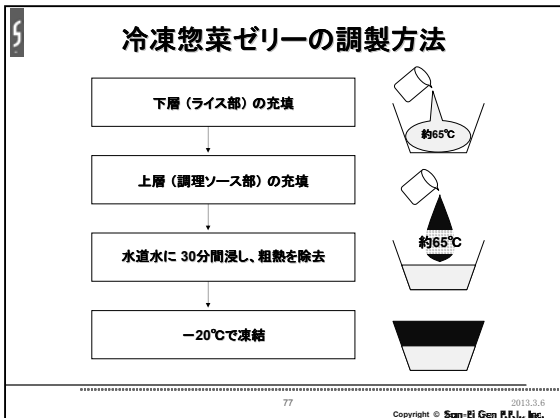 冷凍惣菜ゼリーの調製方法
下層（ライス部）の充填
約65℃
上層（調理ソース部）の充填
約65℃
水道水に 30分間浸し、粗熱を除去
－20℃で凍結
77
2013.3.6
Copyright © San-Ei Gen F.F.I., Inc.